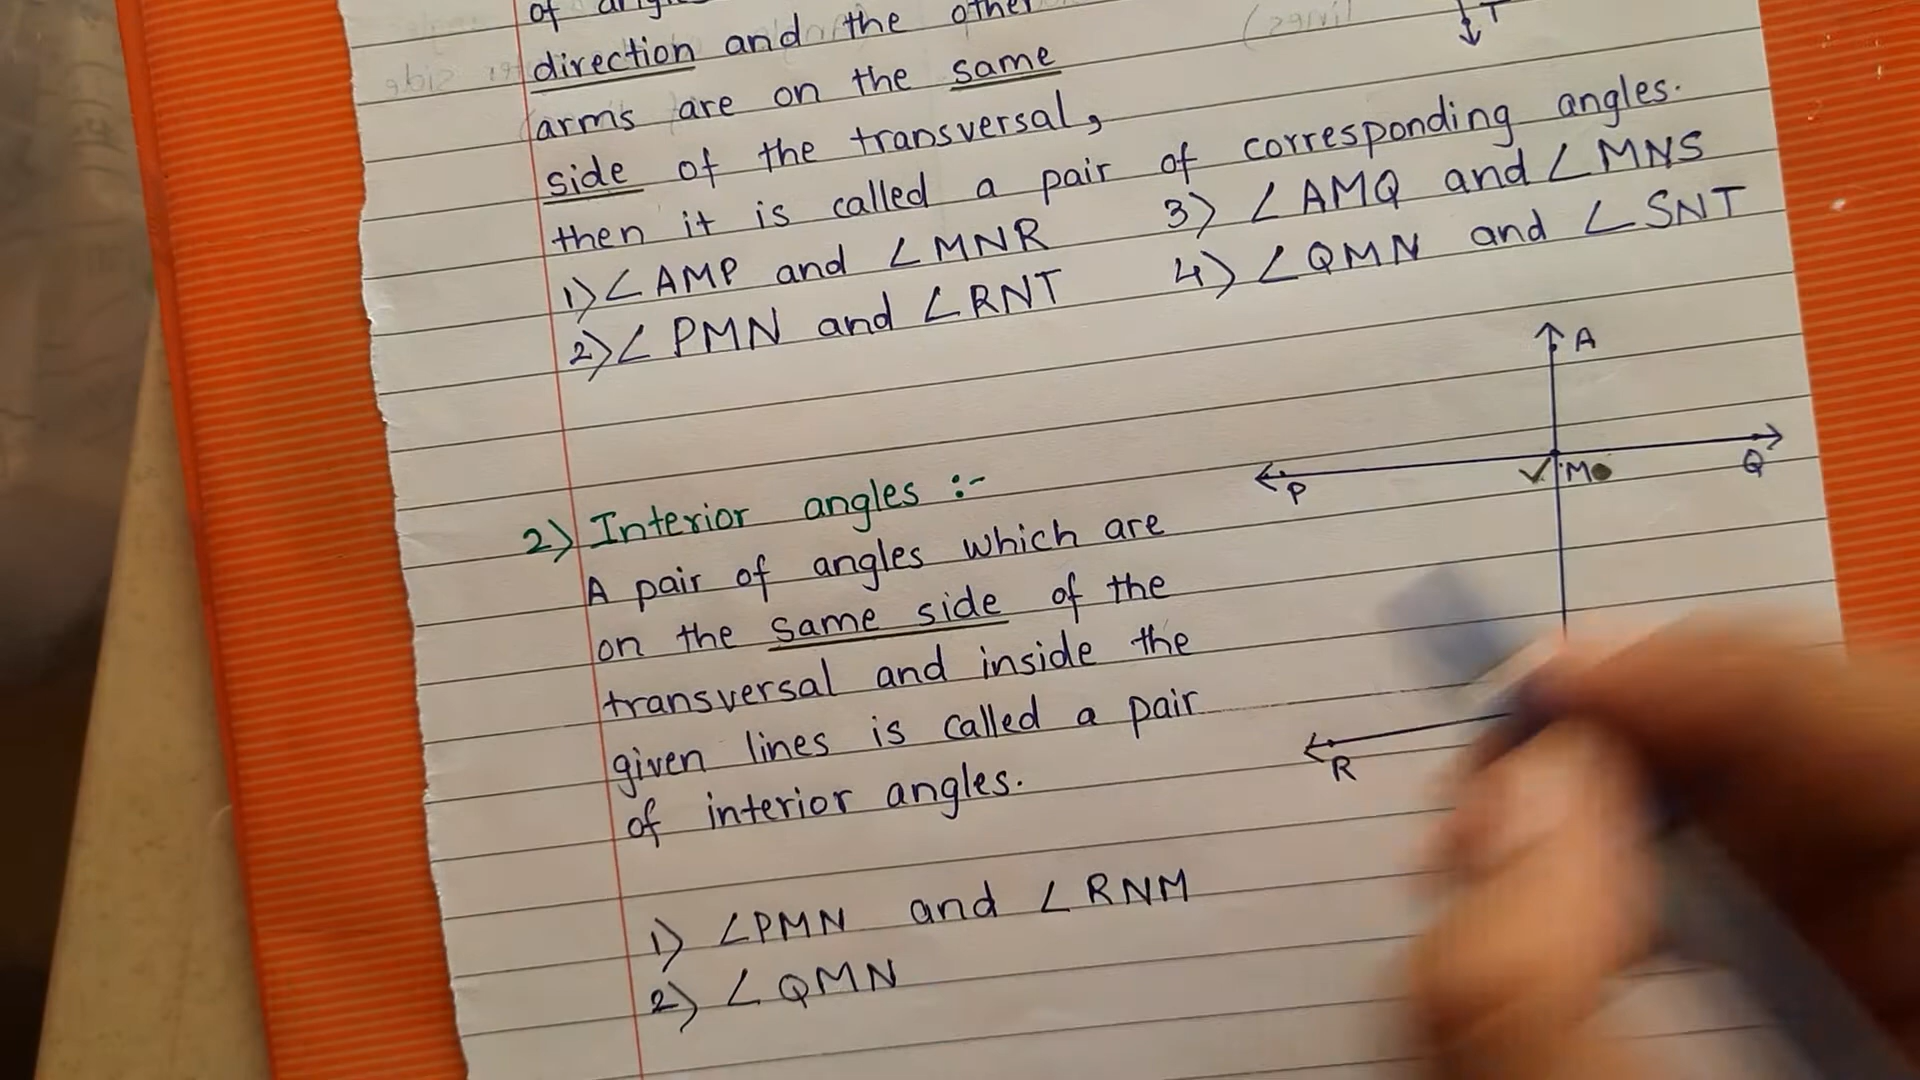 of
direction and the other
arms are on the same
side of the transversal,
then it is called a pair of corresponding angles.
1) ∠AMP and ∠MNR 3) ∠AMQ and ∠MNS
2) ∠PMN and ∠RNT 4) ∠QMN and ∠SNT
T
A
P M Q
R
2) Interior angles :-
A pair of angles which are
on the same side of the
transversal and inside the
given lines is called a pair
of interior angles.
1) ∠PMN and ∠RNM
2) ∠QMN